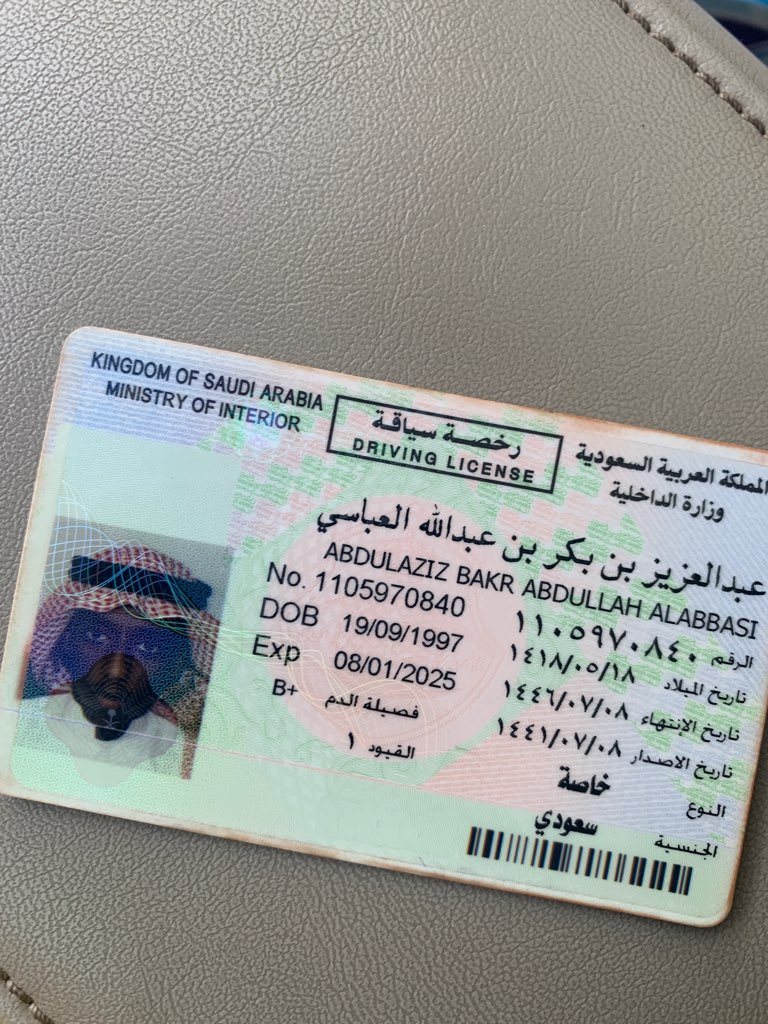 KINGDOM OF SAUDI ARABIA
MINISTRY OF INTERIOR
رخصة سياقة
DRIVING LICENSE
المملكة العربية السعودية
وزارة الداخلية
عبدالعزيز بن بكر بن عبدالله العباسي
ABDULAZIZ BAKR ABDULLAH ALABBASI
No. 1105970840
الرقم ١١٠٥٩٧٠٨٤٠
DOB 19/09/1997
تاريخ الميلاد ١٤١٨/٠٥/١٨
Exp 08/01/2025
تاريخ الإنتهاء ١٤٤٦/٠٧/٠٨
B+ فصيلة الدم
تاريخ الاصدار ١٤٤١/٠٧/٠٨
القيود ١
النوع خاصة
الجنسية سعودي